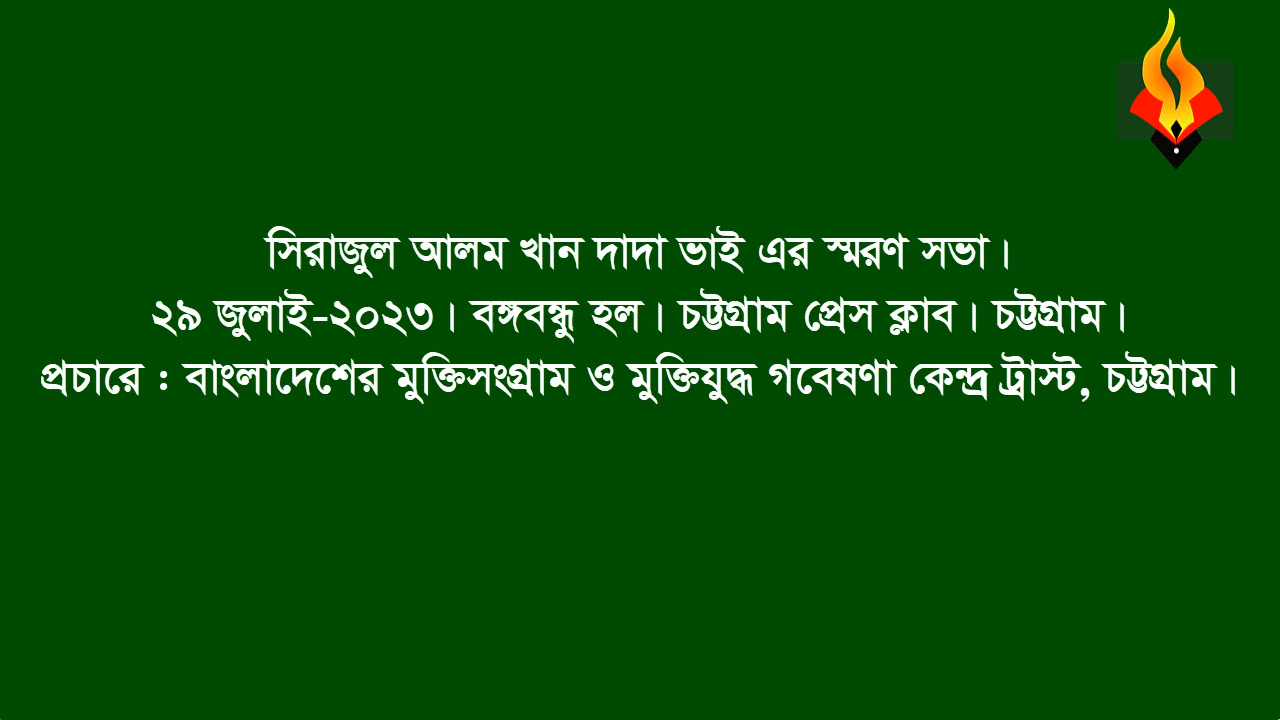 সিরাজুল আলম খান দাদা ভাই এর স্মরণ সভা।
২৯ জুলাই-২০২৩। বঙ্গবন্ধু হল। চট্টগ্রাম প্রেস ক্লাব। চট্টগ্রাম।
প্রচারে : বাংলাদেশের মুক্তিসংগ্রাম ও মুক্তিযুদ্ধ গবেষণা কেন্দ্র ট্রাস্ট, চট্টগ্রাম।